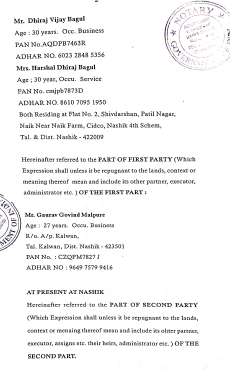 Mr. Dhiraj Vijay Bagul
Age ; 30 years. Occ. Business
PAN No.AQDFB7463R
ADHAR NO. 6023 2848 5356
Mrs. Harshal Dhiraj Bagul
Age ; 30 year, Occu. Service
PAN No. cmjpb7873D
ADHAR NO. 8610 7095 1950
Both Residing at Flat No. 2, Shivdarshan, Patil Nagar,
Naik Near Naik Farm, Cidco, Nashik 4th Schem,
Tal. & Dist. Nashik - 422009
NOTARY
Hereinafter referred to the PART OF FIRST PARTY (Which
Expression shall unless it be repugnant to the lands, context or
meaning thereof mean and include its other partner, executor,
administrator etc. ) OF THE FIRST PART :
Mr. Gaurav Govind Malpure
Age : 27 years. Occu. Business
R/o. A/p. Kalwan,
Tal. Kalwan, Dist. Nashik - 423501
PAN No. : CZQPM7827J
ADHAR NO : 9649 7579 9416
AT PRESENT AT NASHIK
Hereinafter referred to the PART OF SECOND PARTY
(Which Expression shall unless it be repugnant to the lands,
context or meaning thereof mean and include its ohter partner,
executor, assigns etc. their heirs, administrator etc. ) OF THE
SECOND PART.